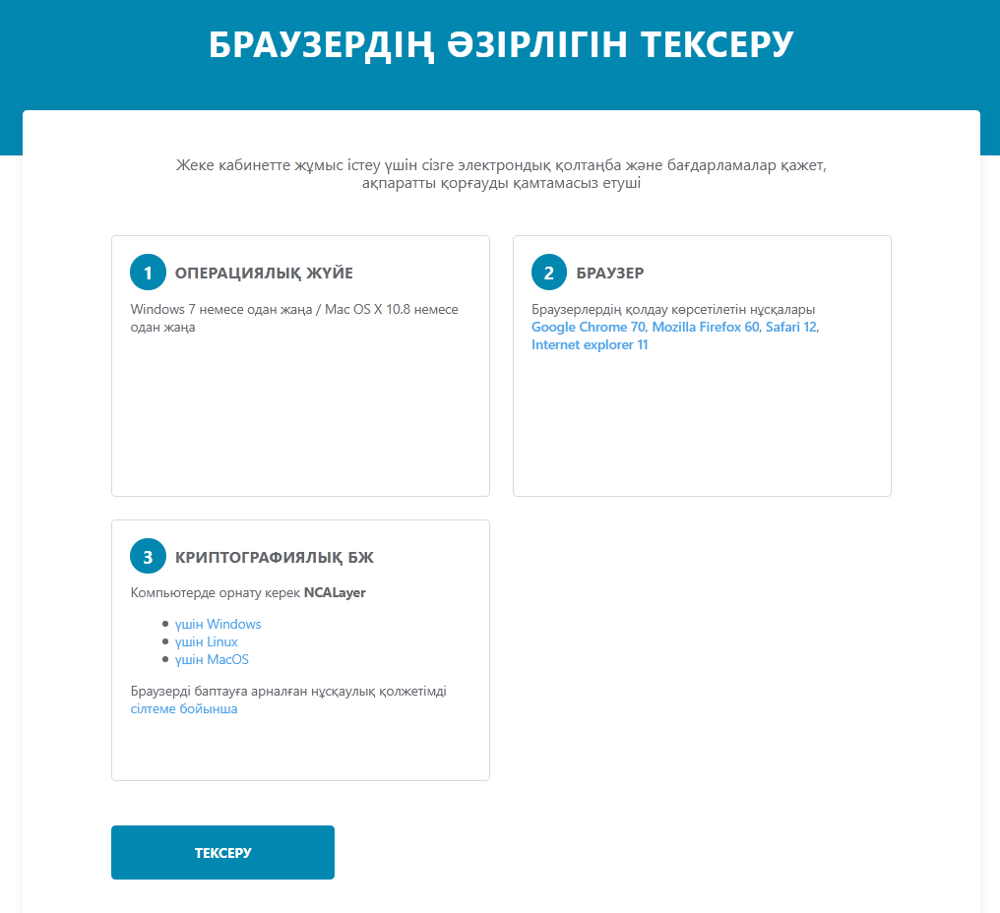 БРАУЗЕРДІҢ ӘЗІРЛІГІН ТЕКСЕРУ
Жеке кабинетте жұмыс істеу үшін сізге электрондық қолтаңба және бағдарламалар қажет,
ақпаратты қорғауды қамтамасыз етуші
1 ОПЕРАЦИЯЛЫҚ ЖҮЙЕ
Windows 7 немесе одан жаңа / Mac OS X 10.8 немесе
одан жаңа
2 БРАУЗЕР
Браузерлердің қолдау көрсетілетін нұсқалары
Google Chrome 70, Mozilla Firefox 60, Safari 12,
Internet explorer 11
3 КРИПТОГРАФИЯЛЫҚ БЖ
Компьютерде орнату керек NCALayer
• үшін Windows
• үшін Linux
• үшін MacOS
Браузерді баптауға арналған нұсқаулық қолжетімді
сілтеме бойынша
ТЕКСЕРУ